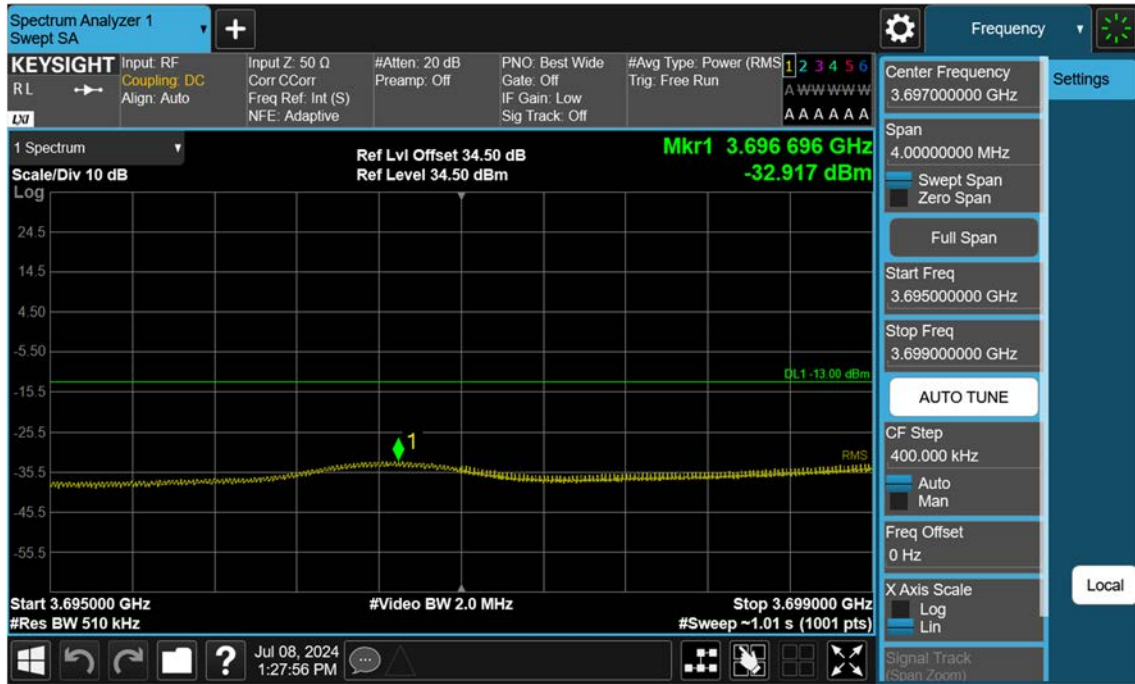 Spectrum Analyzer 1
Swept SA
Frequency
KEYSIGHT
R L
LXI
Input: RF
Coupling: DC
Align: Auto
Input Z: 50 Ω
Corr CCorr
Freq Ref: Int (S)
NFE: Adaptive
#Atten: 20 dB
Preamp: Off
PNO: Best Wide
Gate: Off
IF Gain: Low
Sig Track: Off
#Avg Type: Power (RMS
Trig: Free Run
1 2 3 4 5 6
A W W W W W
A A A A A A
1 Spectrum
Scale/Div 10 dB
Ref Lvl Offset 34.50 dB
Ref Level 34.50 dBm
Mkr1 3.696 696 GHz
-32.917 dBm
Log
24.5
14.5
4.50
-5.50
DL1 -13.00 dBm
-15.5
-25.5
1
RMS
-35.5
-45.5
-55.5
Start 3.695000 GHz
#Res BW 510 kHz
#Video BW 2.0 MHz
Stop 3.699000 GHz
#Sweep ~1.01 s (1001 pts)
Center Frequency
3.697000000 GHz
Span
4.00000000 MHz
Swept Span
Zero Span
Full Span
Start Freq
3.695000000 GHz
Stop Freq
3.699000000 GHz
AUTO TUNE
CF Step
400.000 kHz
Auto
Man
Freq Offset
0 Hz
X Axis Scale
Log
Lin
Signal Track
(Span Zoom)
Settings
Local
?
Jul 08, 2024
1:27:56 PM